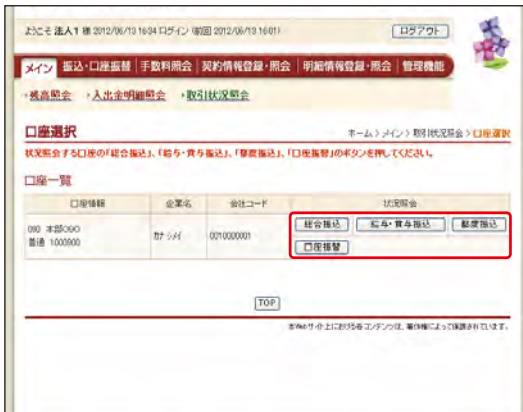 ようこそ 法人1 様 2012/06/13 16:04 ログイン (前回 2012/06/13 16:01)
ログアウト
メイン 振込・口座振替 手数料照会 契約情報登録・照会 明細情報登録・照会 管理機能
残高照会 入出金明細照会 取引状況照会
口座選択
ホーム > メイン > 取引状況照会 > 口座選択
状況照会する口座の「総合振込」、「給与・賞与振込」、「都度振込」、「口座振替」のボタンを押してください。
口座一覧
口座情報 企業名 会社コード 状況照会
090 本部090
普通 1000900
カナ シメイ
0010000001
総合振込 給与・賞与振込 都度振込
口座振替
TOP
本Webサイト上における各コンテンツは、著作権によって保護されています。